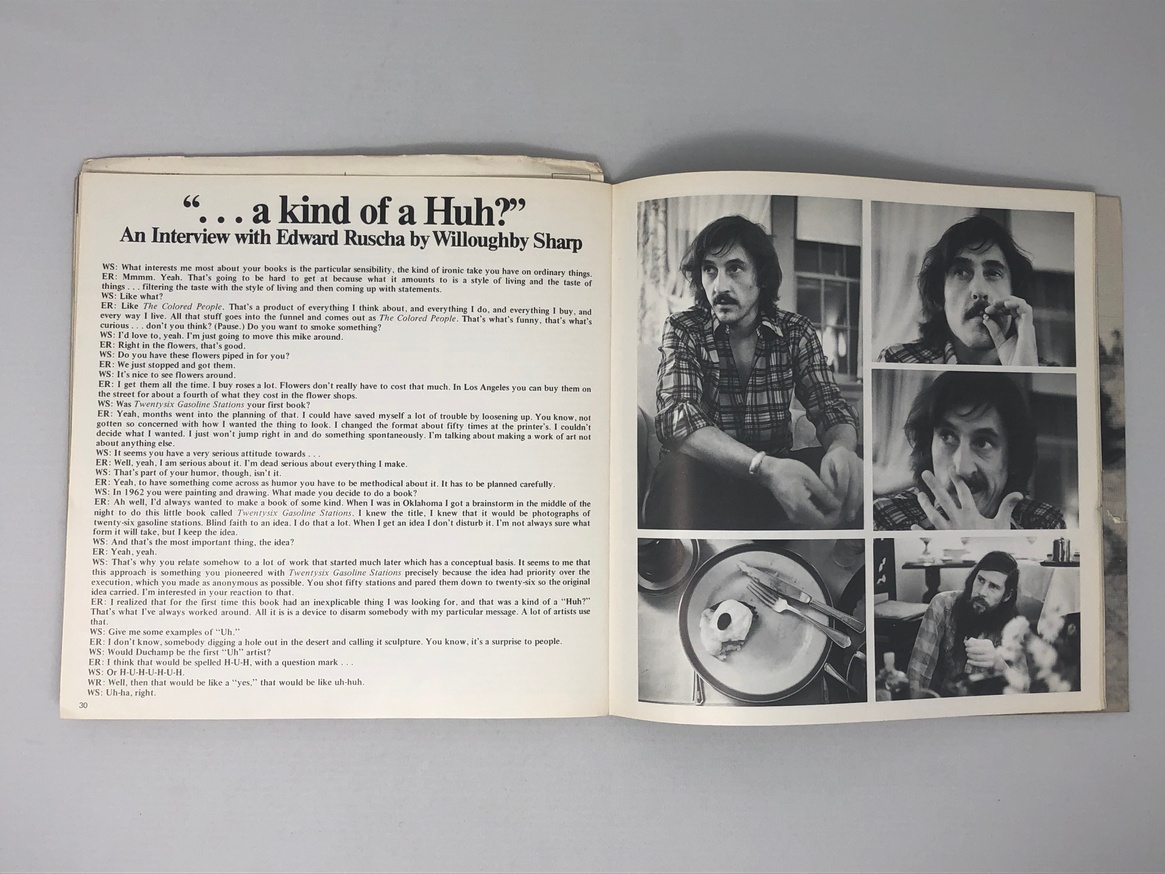 “. . . a kind of a Huh?”
An Interview with Edward Ruscha by Willoughby Sharp
WS: What interests me most about your books is the particular sensibility, the kind of ironic take you have on ordinary things.
ER: Mmmm. Yeah. That's going to be hard to get at because what it amounts to is a style of living and the taste of
things . . . filtering the taste with the style of living and then coming up with statements.
WS: Like what?
ER: Like The Colored People. That's a product of everything I think about, and everything I do, and everything I buy, and
every way I live. All that stuff goes into the funnel and comes out as The Colored People. That's what's funny, that's what's
curious . . . don't you think? (Pause.) Do you want to smoke something?
WS: I'd love to, yeah. I'm just going to move this mike around.
ER: Right in the flowers, that's good.
WS: Do you have these flowers piped in for you?
ER: We just stopped and got them.
WS: It's nice to see flowers around.
ER: I get them all the time. I buy roses a lot. Flowers don't really have to cost that much. In Los Angeles you can buy them on
the street for about a fourth of what they cost in the flower shops.
WS: Was Twentysix Gasoline Stations your first book?
ER: Yeah, months went into the planning of that. I could have saved myself a lot of trouble by loosening up. You know, not
gotten so concerned with how I wanted the thing to look. I changed the format about fifty times at the printer's. I couldn't
decide what I wanted. I just won't jump right in and do something spontaneously. I'm talking about making a work of art not
about anything else.
WS: It seems you have a very serious attitude towards . . .
ER: Well, yeah, I am serious about it. I'm dead serious about everything I make.
WS: That's part of your humor, though, isn't it.
ER: Yeah, to have something come across as humor you have to be methodical about it. It has to be planned carefully.
WS: In 1962 you were painting and drawing. What made you decide to do a book?
ER: Ah well, I'd always wanted to make a book of some kind. When I was in Oklahoma I got a brainstorm in the middle of the
night to do this little book called Twentysix Gasoline Stations. I knew the title, I knew that it would be photographs of
twenty-six gasoline stations. Blind faith to an idea. I do that a lot. When I get an idea I don't disturb it. I'm not always sure what
form it will take, but I keep the idea.
WS: And that's the most important thing, the idea?
ER: Yeah, yeah.
WS: That's why you relate somehow to a lot of work that started much later which has a conceptual basis. It seems to me that
this approach is something you pioneered with Twentysix Gasoline Stations precisely because the idea had priority over the
execution, which you made as anonymous as possible. You shot fifty stations and pared them down to twenty-six so the original
idea carried. I'm interested in your reaction to that.
ER: I realized that for the first time this book had an inexplicable thing I was looking for, and that was a kind of a “Huh?”
That's what I've always worked around. All it is is a device to disarm somebody with my particular message. A lot of artists use
that.
WS: Give me some examples of “Uh.”
ER: I don't know, somebody digging a hole out in the desert and calling it sculpture. You know, it's a surprise to people.
WS: Would Duchamp be the first “Uh” artist?
ER: I think that would be spelled H-U-H, with a question mark . . .
WS: Or H-U-H-U-H-U-H.
WR: Well, then that would be like a “yes,” that would be like uh-huh.
WS: Uh-ha, right.
30